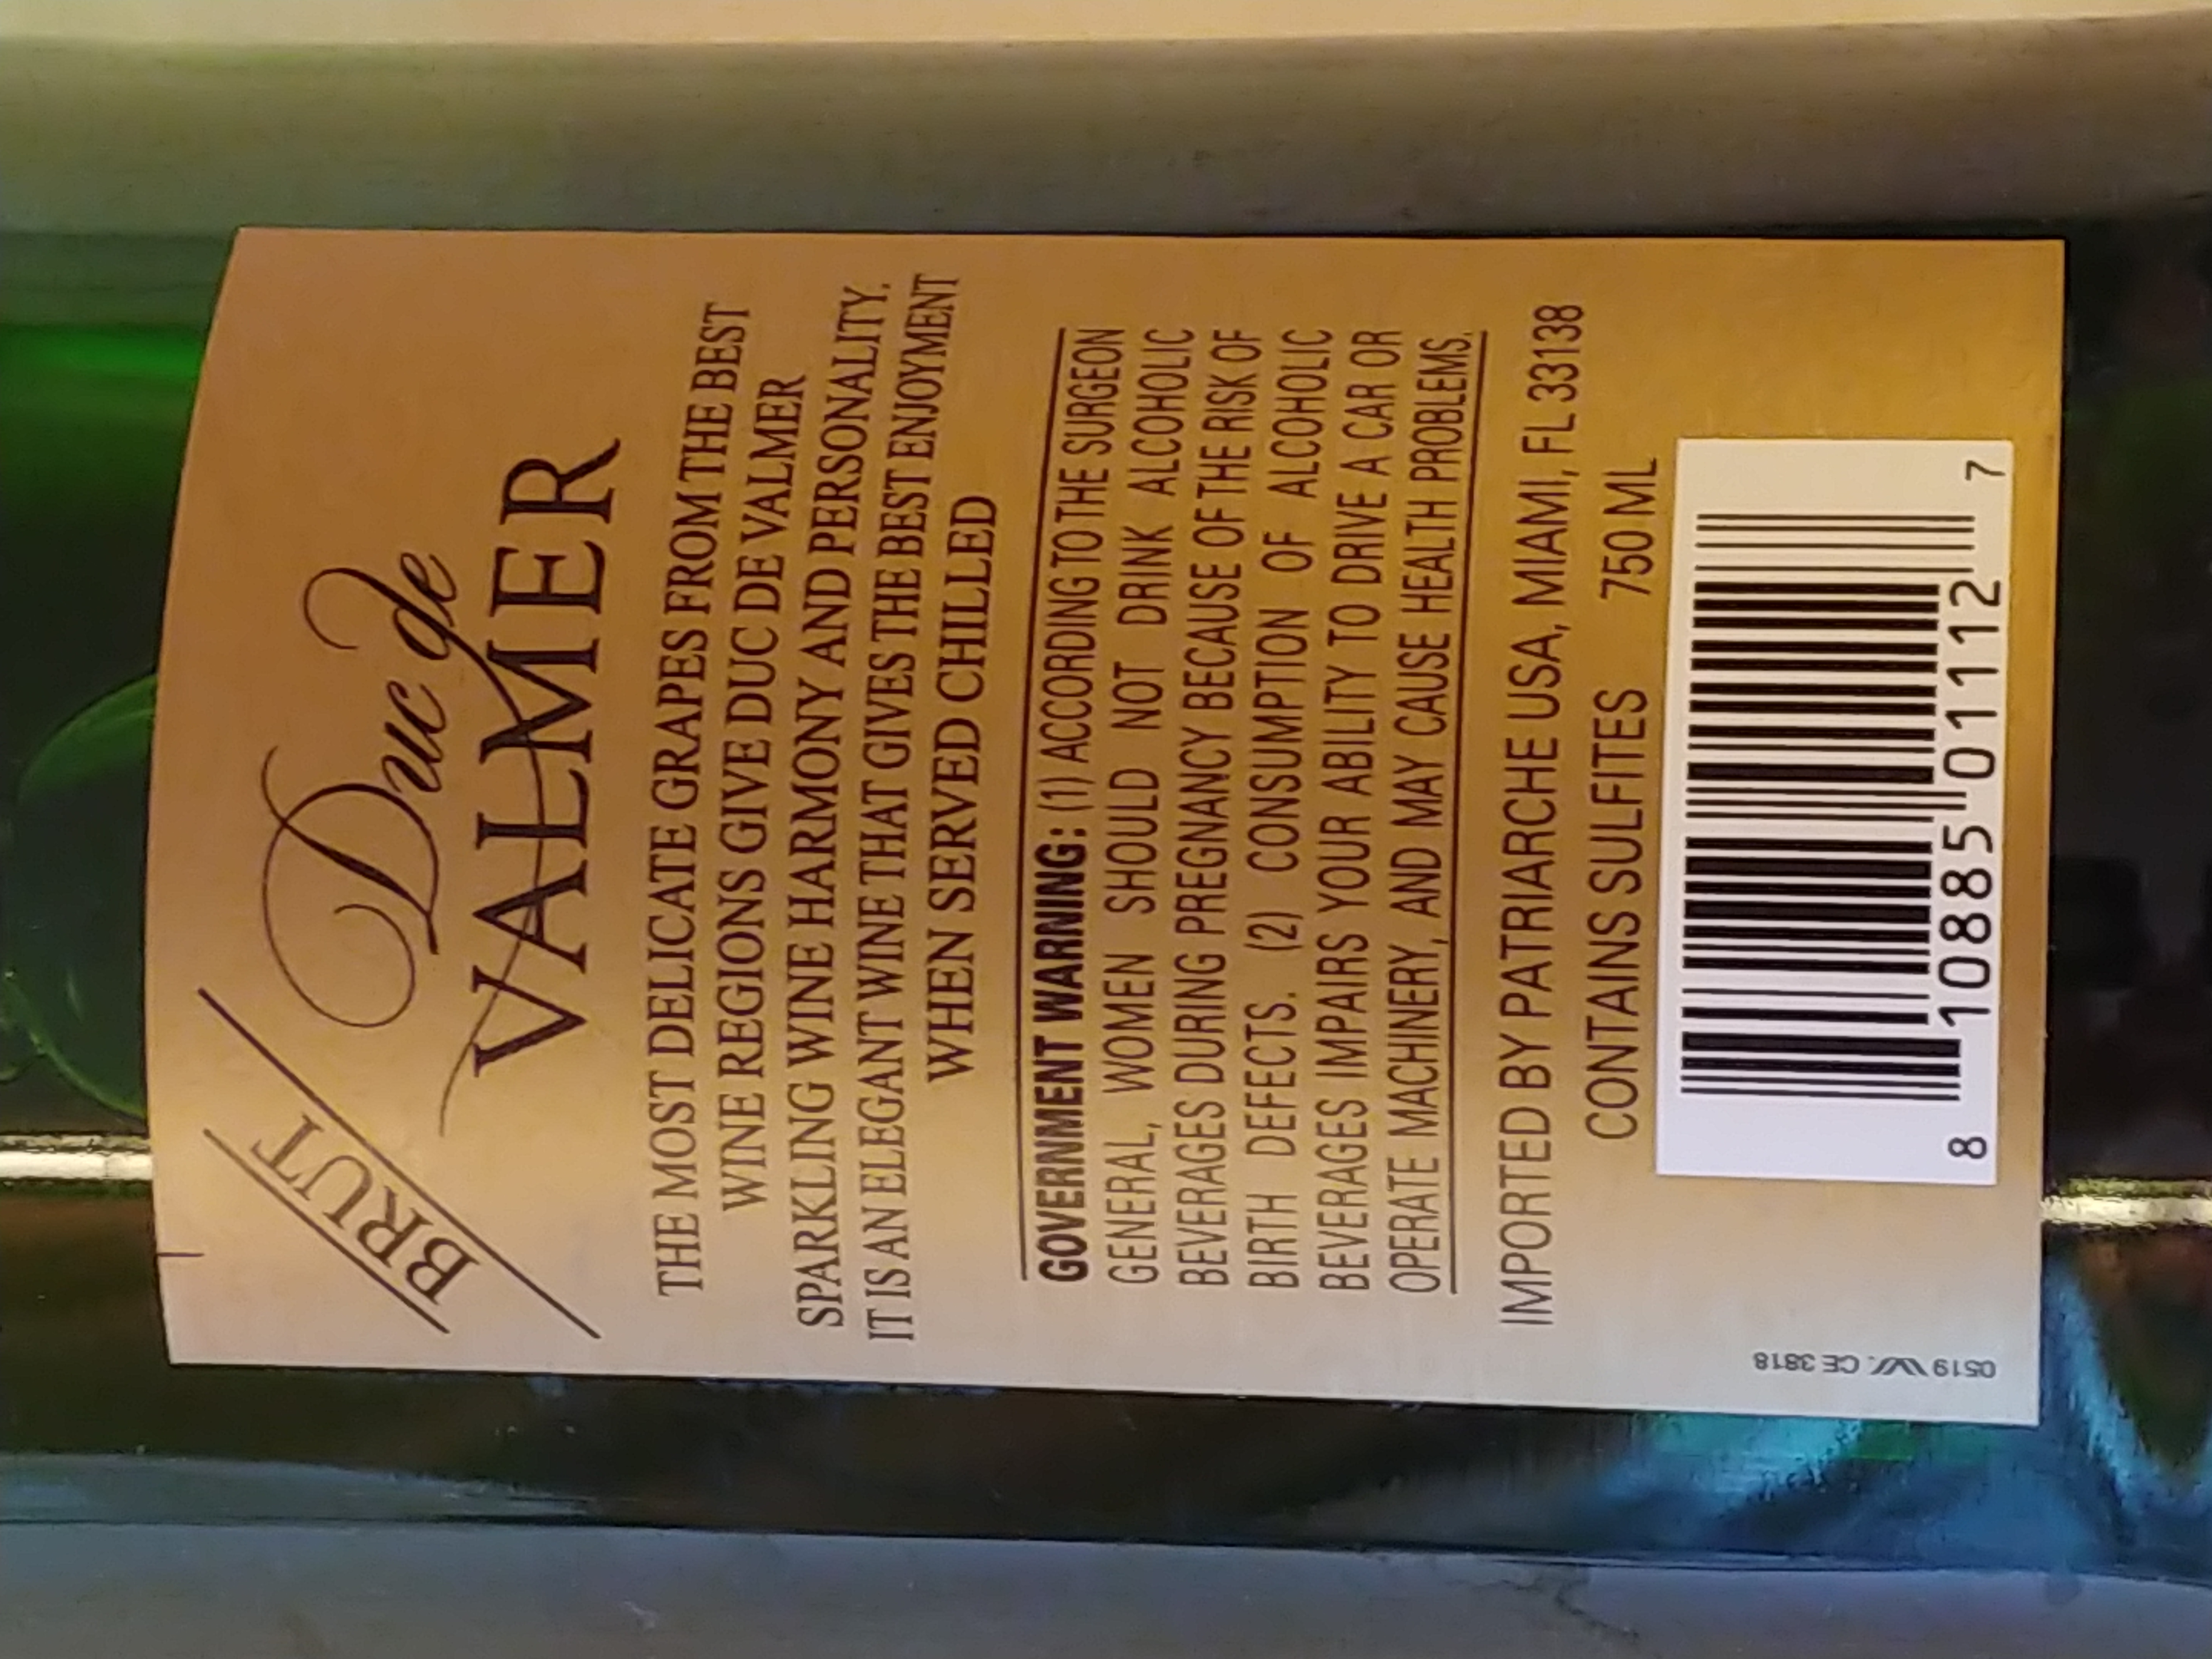 BRUT
Duc de
VALMER
THE MOST DELICATE GRAPES FROM THE BEST
WINE REGIONS GIVE DUC DE VALMER
SPARKLING WINE HARMONY AND PERSONALITY.
IT IS AN ELEGANT WINE THAT GIVES THE BEST ENJOYMENT
WHEN SERVED CHILLED
GOVERNMENT WARNING: (1) ACCORDING TO THE SURGEON
GENERAL, WOMEN SHOULD NOT DRINK ALCOHOLIC
BEVERAGES DURING PREGNANCY BECAUSE OF THE RISK OF
BIRTH DEFECTS. (2) CONSUMPTION OF ALCOHOLIC
BEVERAGES IMPAIRS YOUR ABILITY TO DRIVE A CAR OR
OPERATE MACHINERY, AND MAY CAUSE HEALTH PROBLEMS.
IMPORTED BY PATRIARCHE USA, MIAMI, FL 33138
CONTAINS SULFITES 750 ML
8 10885 01112 7
0519 CE 3818